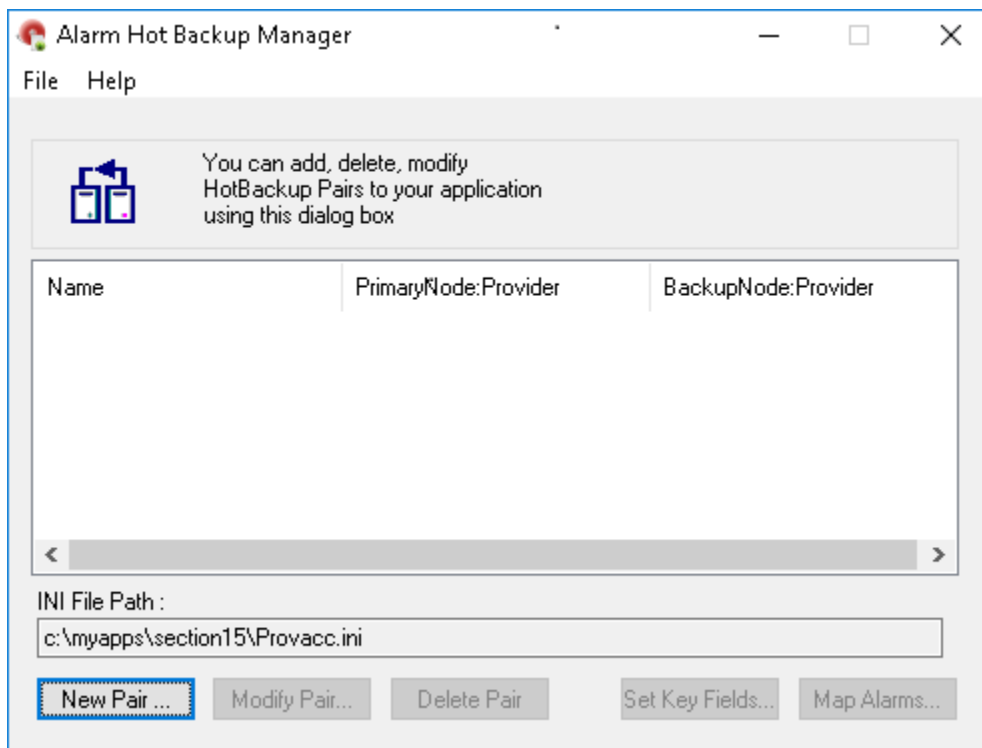 Alarm Hot Backup Manager
File Help
You can add, delete, modify
HotBackup Pairs to your application
using this dialog box
Name PrimaryNode:Provider BackupNode:Provider
INI File Path :
c:\myapps\section15\Provacc.ini
New Pair ... Modify Pair... Delete Pair Set Key Fields... Map Alarms...